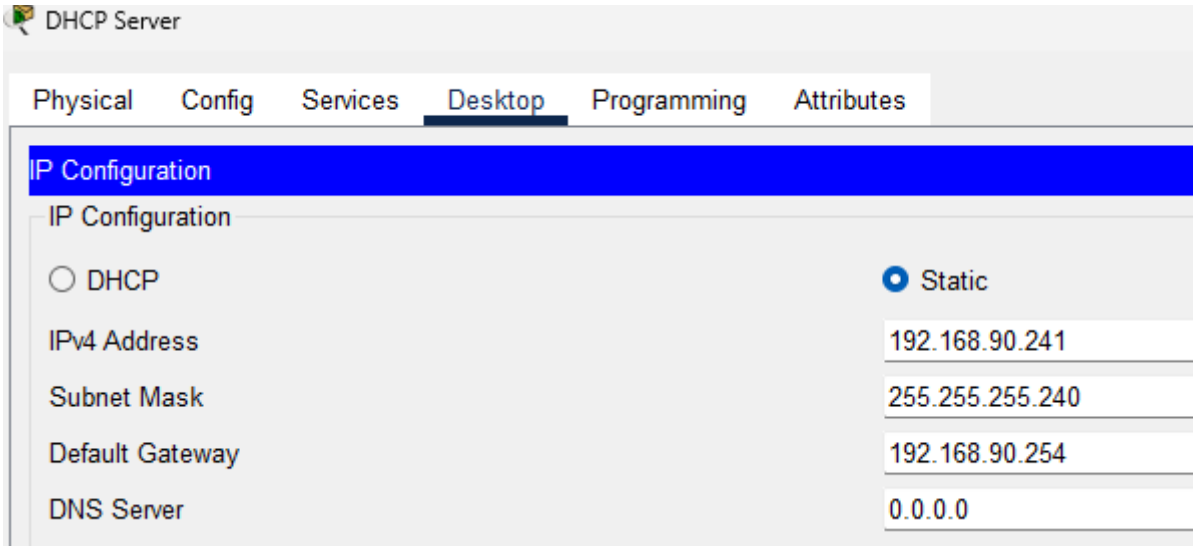 DHCP Server
Physical Config Services Desktop Programming Attributes
IP Configuration
IP Configuration
DHCP Static
IPv4 Address 192.168.90.241
Subnet Mask 255.255.255.240
Default Gateway 192.168.90.254
DNS Server 0.0.0.0